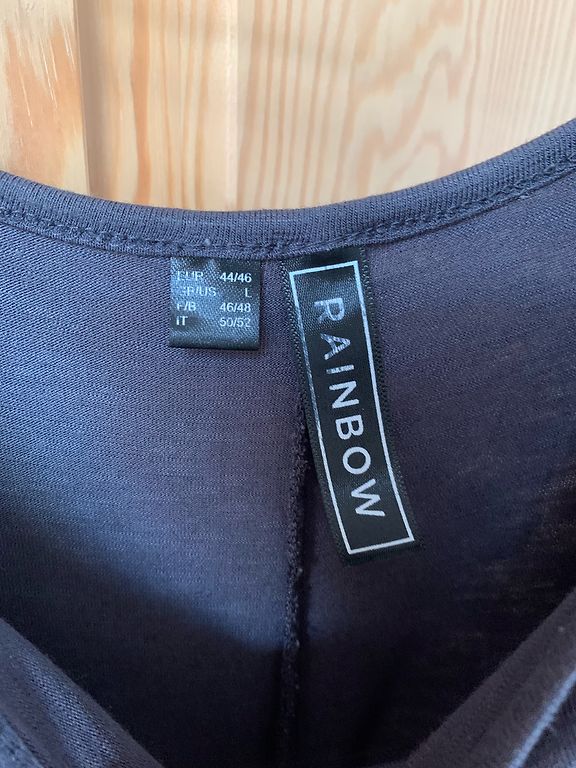 EUR 44/46
GB/US L
F/B 46/48
IT 50/52
RAINBOW